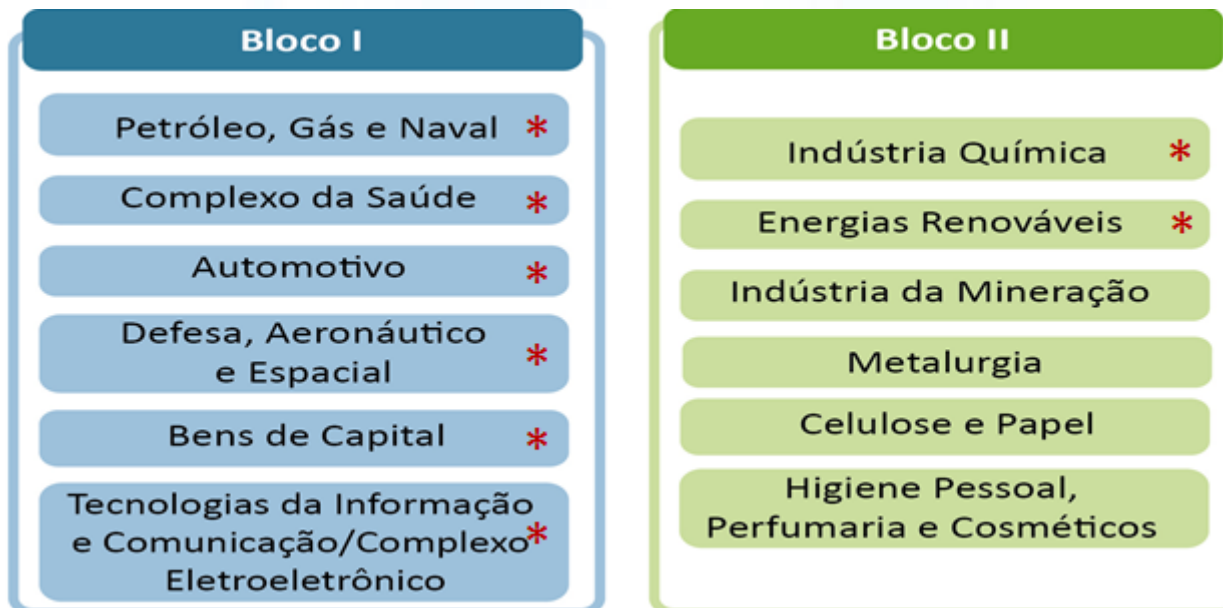 Bloco I
Petróleo, Gás e Naval *
Complexo da Saúde *
Automotivo *
Defesa, Aeronáutico
e Espacial *
Bens de Capital *
Tecnologias da Informação
e Comunicação/Complexo *
Eletroeletrônico
Bloco II
Indústria Química *
Energias Renováveis *
Indústria da Mineração
Metalurgia
Celulose e Papel
Higiene Pessoal,
Perfumaria e Cosméticos